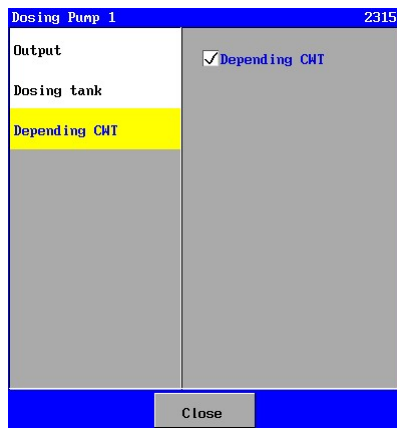 Dosing Pump 1 2315
Output
Depending CWT
Dosing tank
Depending CWT
Close